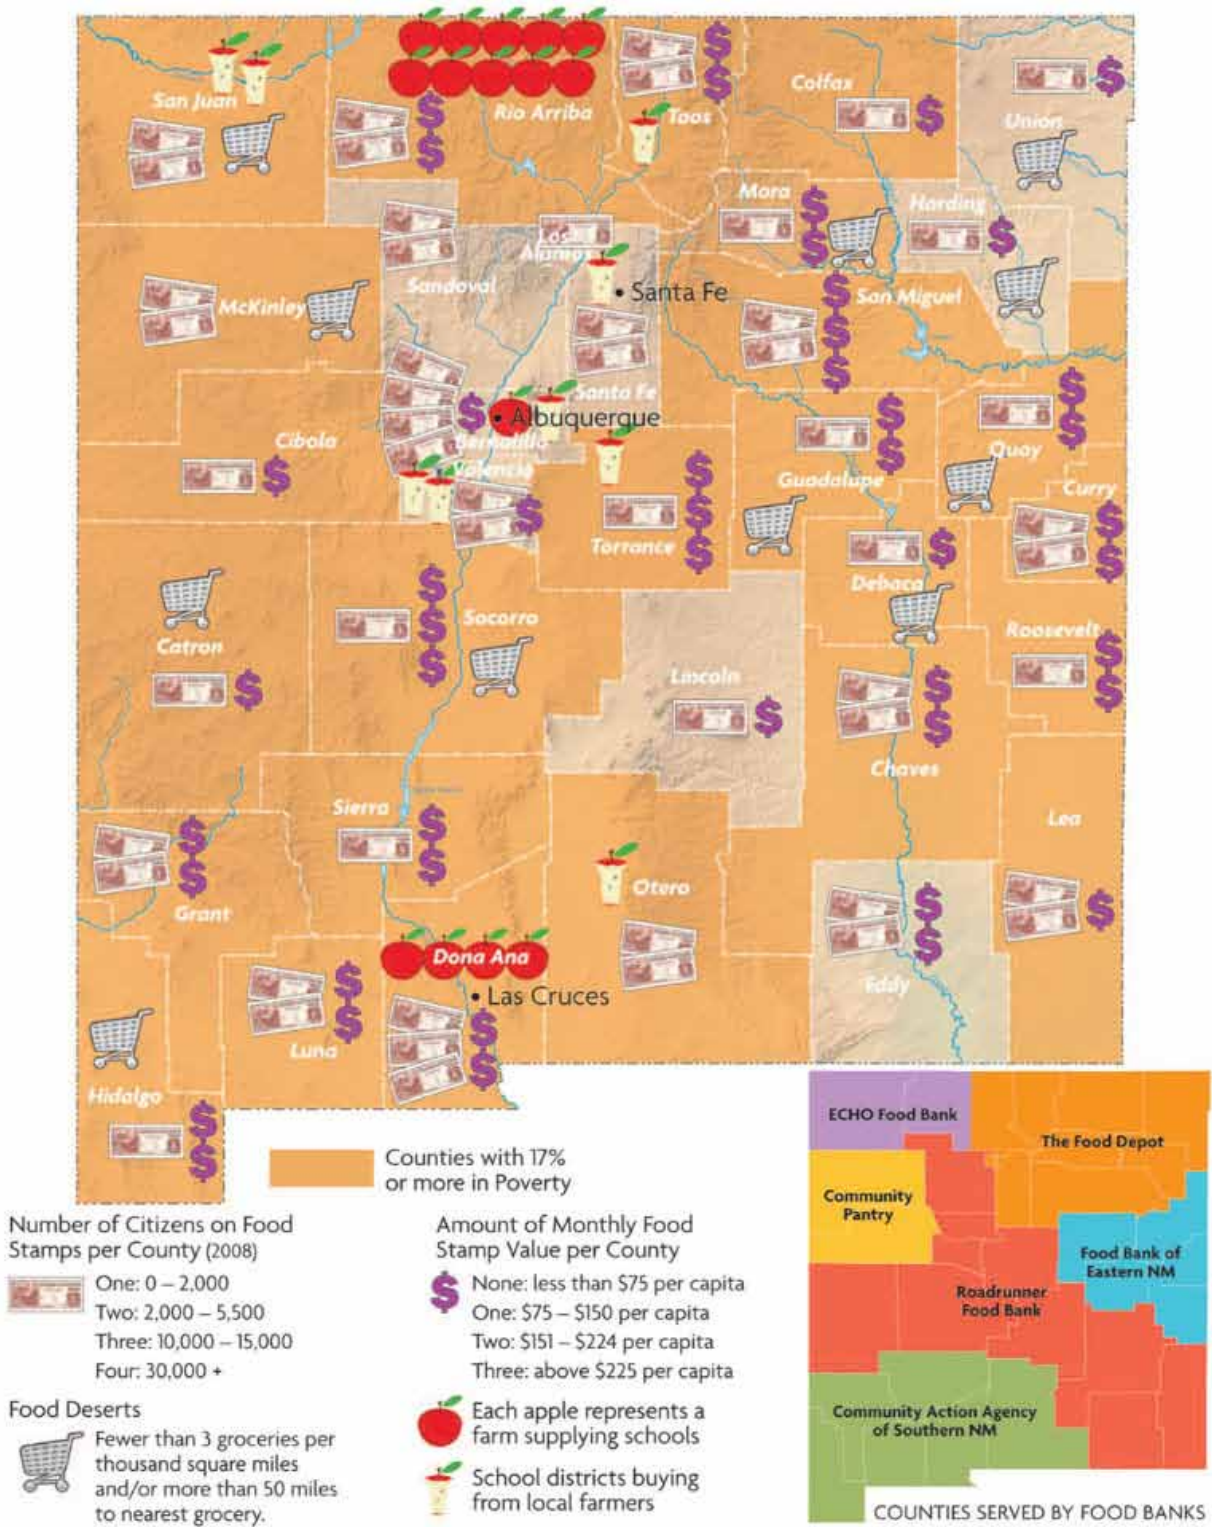 San Juan
Rio Arriba
Taos
Colfax
Union
Mora
Harding
Los
Alamos
Sandoval
Santa Fe
McKinley
San Miguel
Santa Fe
Albuquerque
Bernalillo
Valencia
Cibola
Quay
Guadalupe
Curry
Torrance
Debaca
Catron
Socorro
Roosevelt
Lincoln
Chaves
Sierra
Lea
Otero
Grant
Dona Ana
Las Cruces
Eddy
Luna
Hidalgo
Counties with 17%
or more in Poverty
Number of Citizens on Food
Stamps per County (2008)
One: 0 – 2,000
Two: 2,000 – 5,500
Three: 10,000 – 15,000
Four: 30,000 +
Food Deserts
Fewer than 3 groceries per
thousand square miles
and/or more than 50 miles
to nearest grocery.
Amount of Monthly Food
Stamp Value per County
None: less than $75 per capita
One: $75 – $150 per capita
Two: $151 – $224 per capita
Three: above $225 per capita
Each apple represents a
farm supplying schools
School districts buying
from local farmers
ECHO Food Bank
The Food Depot
Community
Pantry
Food Bank of
Eastern NM
Roadrunner
Food Bank
Community Action Agency
of Southern NM
COUNTIES SERVED BY FOOD BANKS